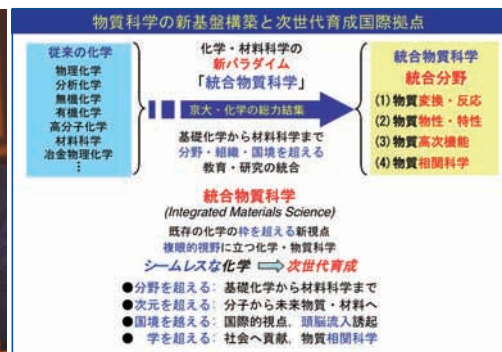 物質科学の新基盤構築と次世代育成国際拠点
従来の化学
物理化学
分析化学
無機化学
有機化学
高分子化学
材料科学
冶金物理化学
⋮
化学・材料科学の
新パラダイム
「統合物質科学」
京大・化学の総力結集
基礎化学から材料科学まで
分野・組織・国境を超える
教育・研究の統合
統合物質科学
統合分野
(1) 物質変換・反応
(2) 物質物性・特性
(3) 物質高次機能
(4) 物質相関科学
統合物質科学
(Integrated Materials Science)
既存の化学の枠を超える新視点
複眼的視野に立つ化学・物質科学
シームレスな化学 ⇒ 次世代育成
●分野を超える: 基礎化学から材料科学まで
●次元を超える: 分子から未来物質・材料へ
●国境を越える: 国際的視点, 頭脳流入誘起
● 学を超える: 社会へ貢献, 物質相関科学